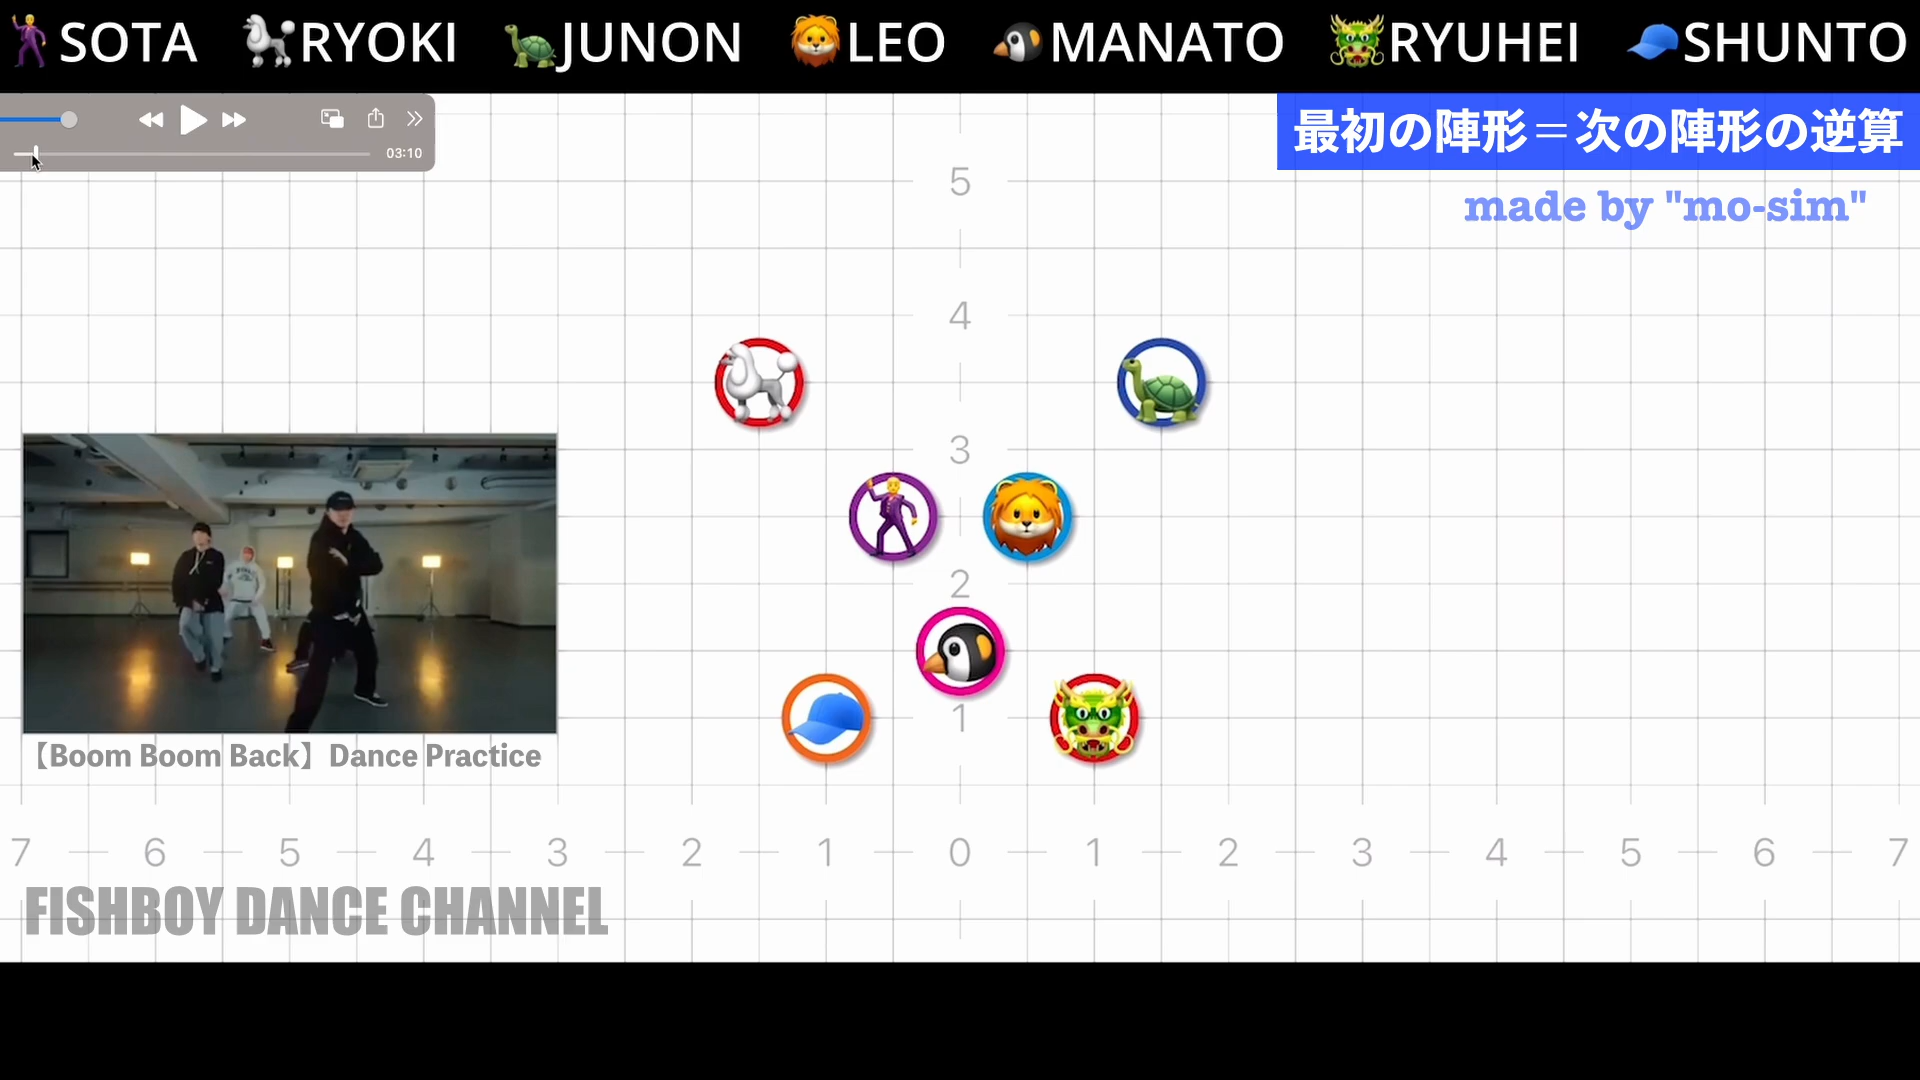 SOTA RYOKI JUNON LEO MANATO RYUHEI SHUNTO
03:10
最初の陣形＝次の陣形の逆算
made by "mo-sim"
5
4
3
2
1
【Boom Boom Back】Dance Practice
7 6 5 4 3 2 1 0 1 2 3 4 5 6 7
FISHBOY DANCE CHANNEL